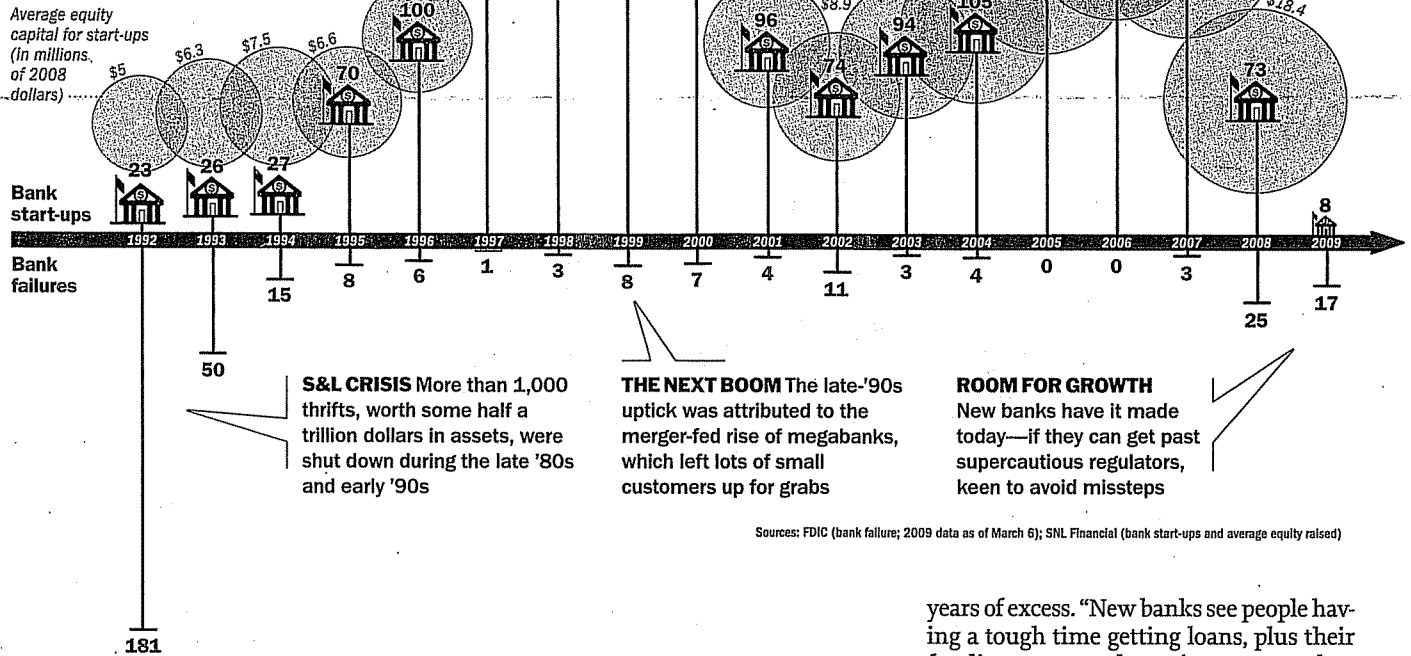 Average equity
capital for start-ups
(in millions,
of 2008
dollars)
$5
$6.3
$7.5
$6.6
$8.9
$18.4
100
96
94
105
74
70
73
23
26
27
8
Bank
start-ups
1992 1993 1994 1995 1996 1997 1998 1999 2000 2001 2002 2003 2004 2005 2006 2007 2008 2009
Bank
failures
181
50
15
8
6
1
3
8
7
4
11
3
4
0
0
3
25
17
S&L CRISIS More than 1,000
thrifts, worth some half a
trillion dollars in assets, were
shut down during the late '80s
and early '90s
THE NEXT BOOM The late-'90s
uptick was attributed to the
merger-fed rise of megabanks,
which left lots of small
customers up for grabs
ROOM FOR GROWTH
New banks have it made
today—if they can get past
supercautious regulators,
keen to avoid missteps
Sources: FDIC (bank failure; 2009 data as of March 6); SNL Financial (bank start-ups and average equity raised)
years of excess. “New banks see people hav-
ing a tough time getting loans, plus their